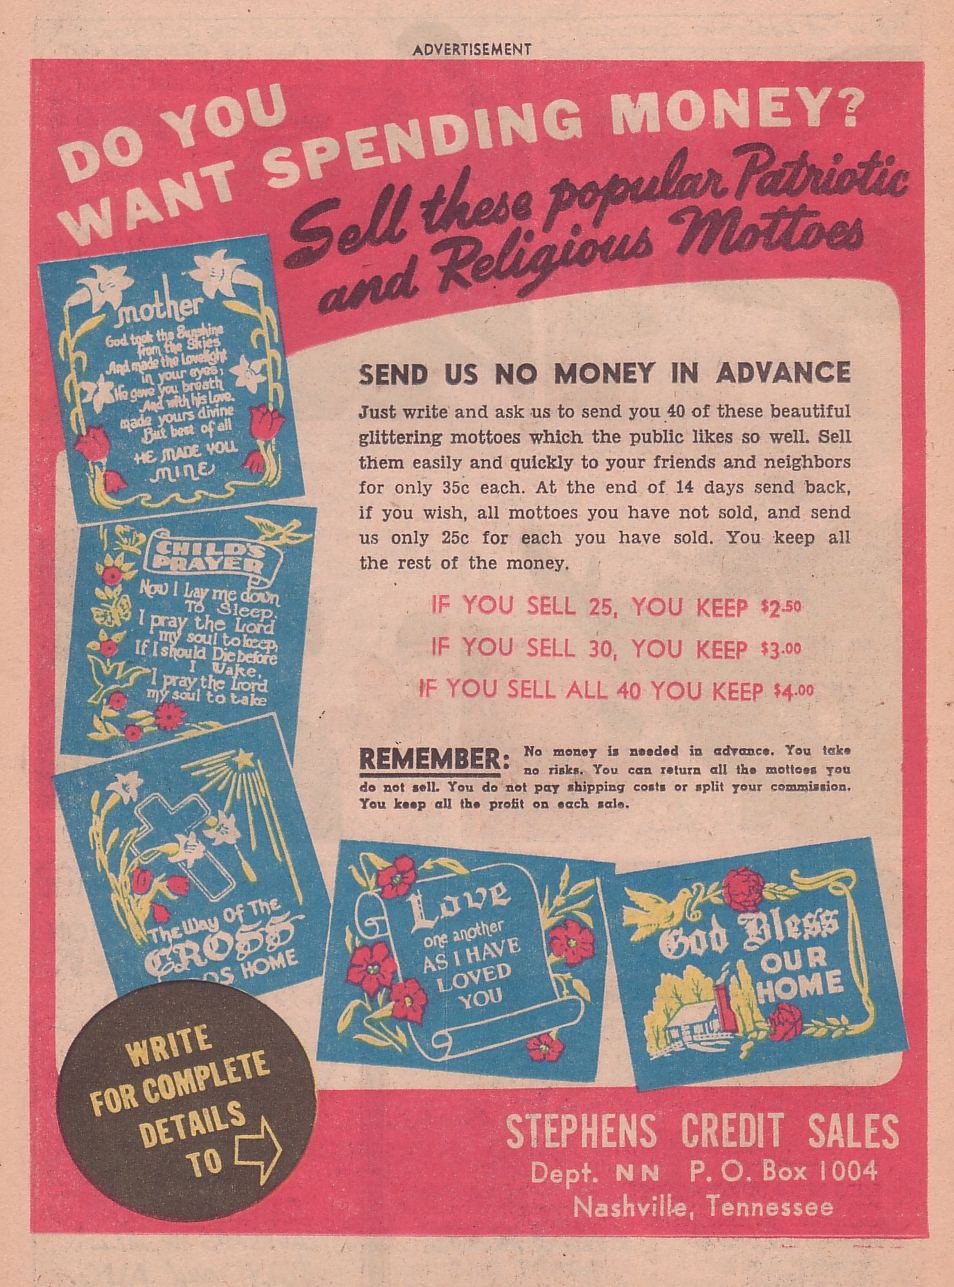 ADVERTISEMENT
DO YOU
WANT SPENDING MONEY?
Sell these popular Patriotic
and Religious Mottoes
Mother
God took the Sunshine
from the Skies
And made the Lovelight
in your eyes;
He gave you breath
And with his Love
made yours divine
But best of all
HE MADE YOU
MINE
SEND US NO MONEY IN ADVANCE
Just write and ask us to send you 40 of these beautiful
glittering mottoes which the public likes so well. Sell
them easily and quickly to your friends and neighbors
for only 35c each. At the end of 14 days send back,
if you wish, all mottoes you have not sold, and send
us only 25c for each you have sold. You keep all
the rest of the money.
IF YOU SELL 25, YOU KEEP $2.50
IF YOU SELL 30, YOU KEEP $3.00
IF YOU SELL ALL 40 YOU KEEP $4.00
CHILD'S
PRAYER
Now I Lay me down
To Sleep,
I pray the Lord
my soul to keep,
If I should Die before
I Wake,
I pray the Lord
my soul to take
REMEMBER: No money is needed in advance. You take
no risks. You can return all the mottoes you
do not sell. You do not pay shipping costs or split your commission.
You keep all the profit on each sale.
The Way Of The
CROSS
ADS HOME
Love
one another
AS I HAVE
LOVED
YOU
God Bless
OUR
HOME
WRITE
FOR COMPLETE
DETAILS
TO
STEPHENS CREDIT SALES
Dept. NN P. O. Box 1004
Nashville, Tennessee